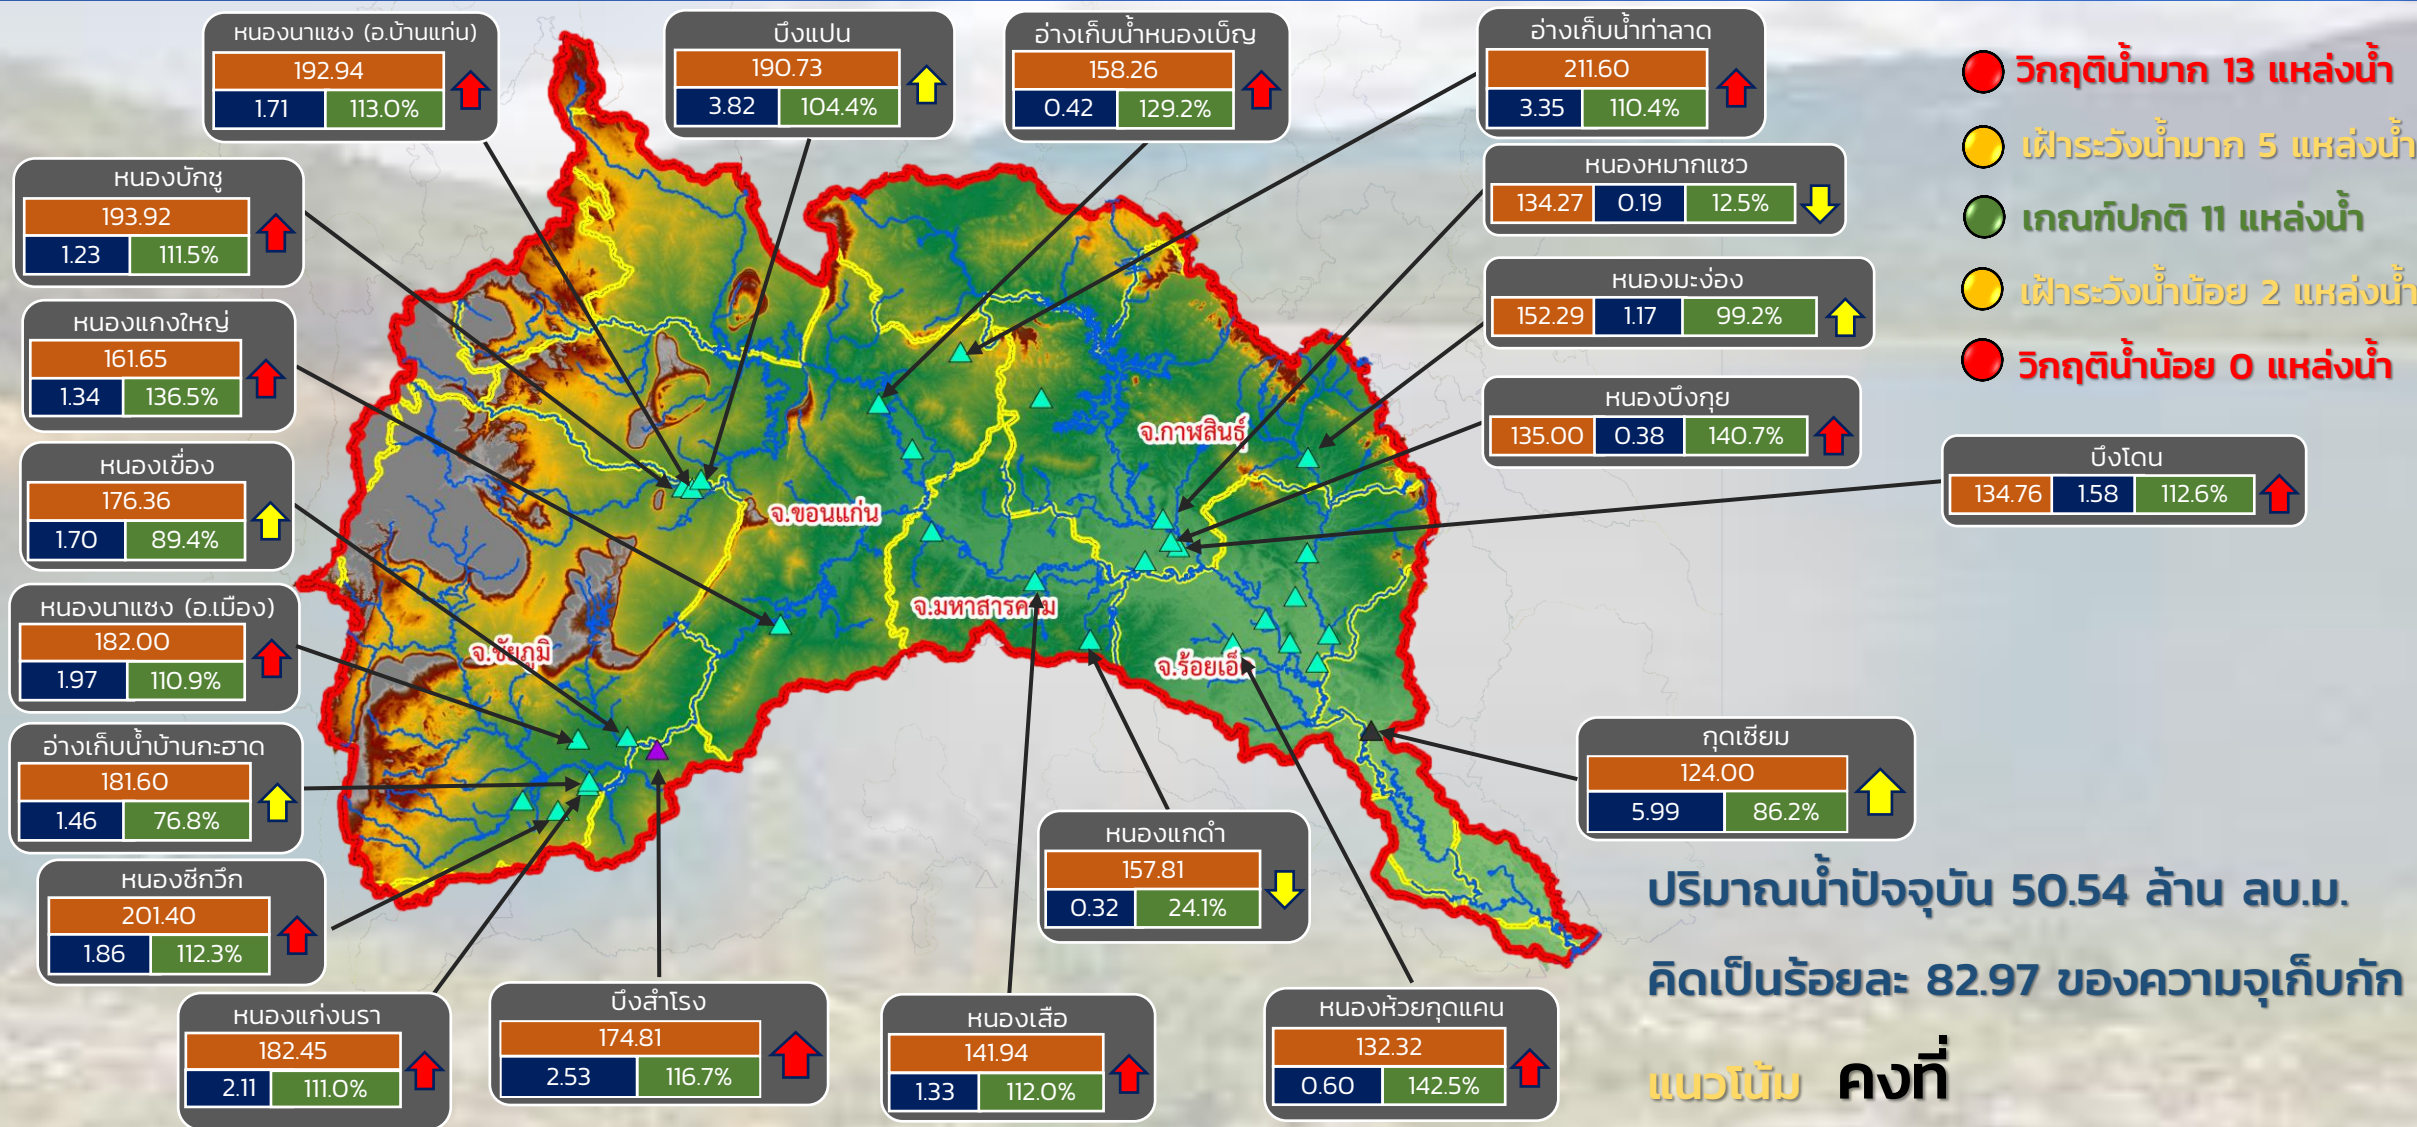 หนองนาแซง (อ.บ้านแท่น)
192.94
1.71 113.0%
บึงแปน
190.73
3.82 104.4%
อ่างเก็บน้ำหนองเบ็ญ
158.26
0.42 129.2%
อ่างเก็บน้ำท่าลาด
211.60
3.35 110.4%
วิกฤติน้ำมาก 13 แหล่งน้ำ
เฝ้าระวังน้ำมาก 5 แหล่งน้ำ
เกณฑ์ปกติ 11 แหล่งน้ำ
เฝ้าระวังน้ำน้อย 2 แหล่งน้ำ
วิกฤติน้ำน้อย 0 แหล่งน้ำ
หนองบักชู
193.92
1.23 111.5%
หนองหมากแซว
134.27 0.19 12.5%
หนองมะง่อง
152.29 1.17 99.2%
หนองแกงใหญ่
161.65
1.34 136.5%
หนองบึงกุย
135.00 0.38 140.7%
บึงโดน
134.76 1.58 112.6%
หนองเขื่อง
176.36
1.70 89.4%
จ.กาฬสินธุ์
จ.ขอนแก่น
จ.มหาสารคาม
จ.ชัยภูมิ
จ.ร้อยเอ็ด
หนองนาแซง (อ.เมือง)
182.00
1.97 110.9%
อ่างเก็บน้ำบ้านกะฮาด
181.60
1.46 76.8%
กุดเซียม
124.00
5.99 86.2%
หนองแกดำ
157.81
0.32 24.1%
หนองซีกวึก
201.40
1.86 112.3%
หนองแก่งนรา
182.45
2.11 111.0%
บึงสำโรง
174.81
2.53 116.7%
หนองเสือ
141.94
1.33 112.0%
หนองห้วยกุดแคน
132.32
0.60 142.5%
ปริมาณน้ำปัจจุบัน 50.54 ล้าน ลบ.ม.
คิดเป็นร้อยละ 82.97 ของความจุเก็บกัก
แนวโน้ม คงที่